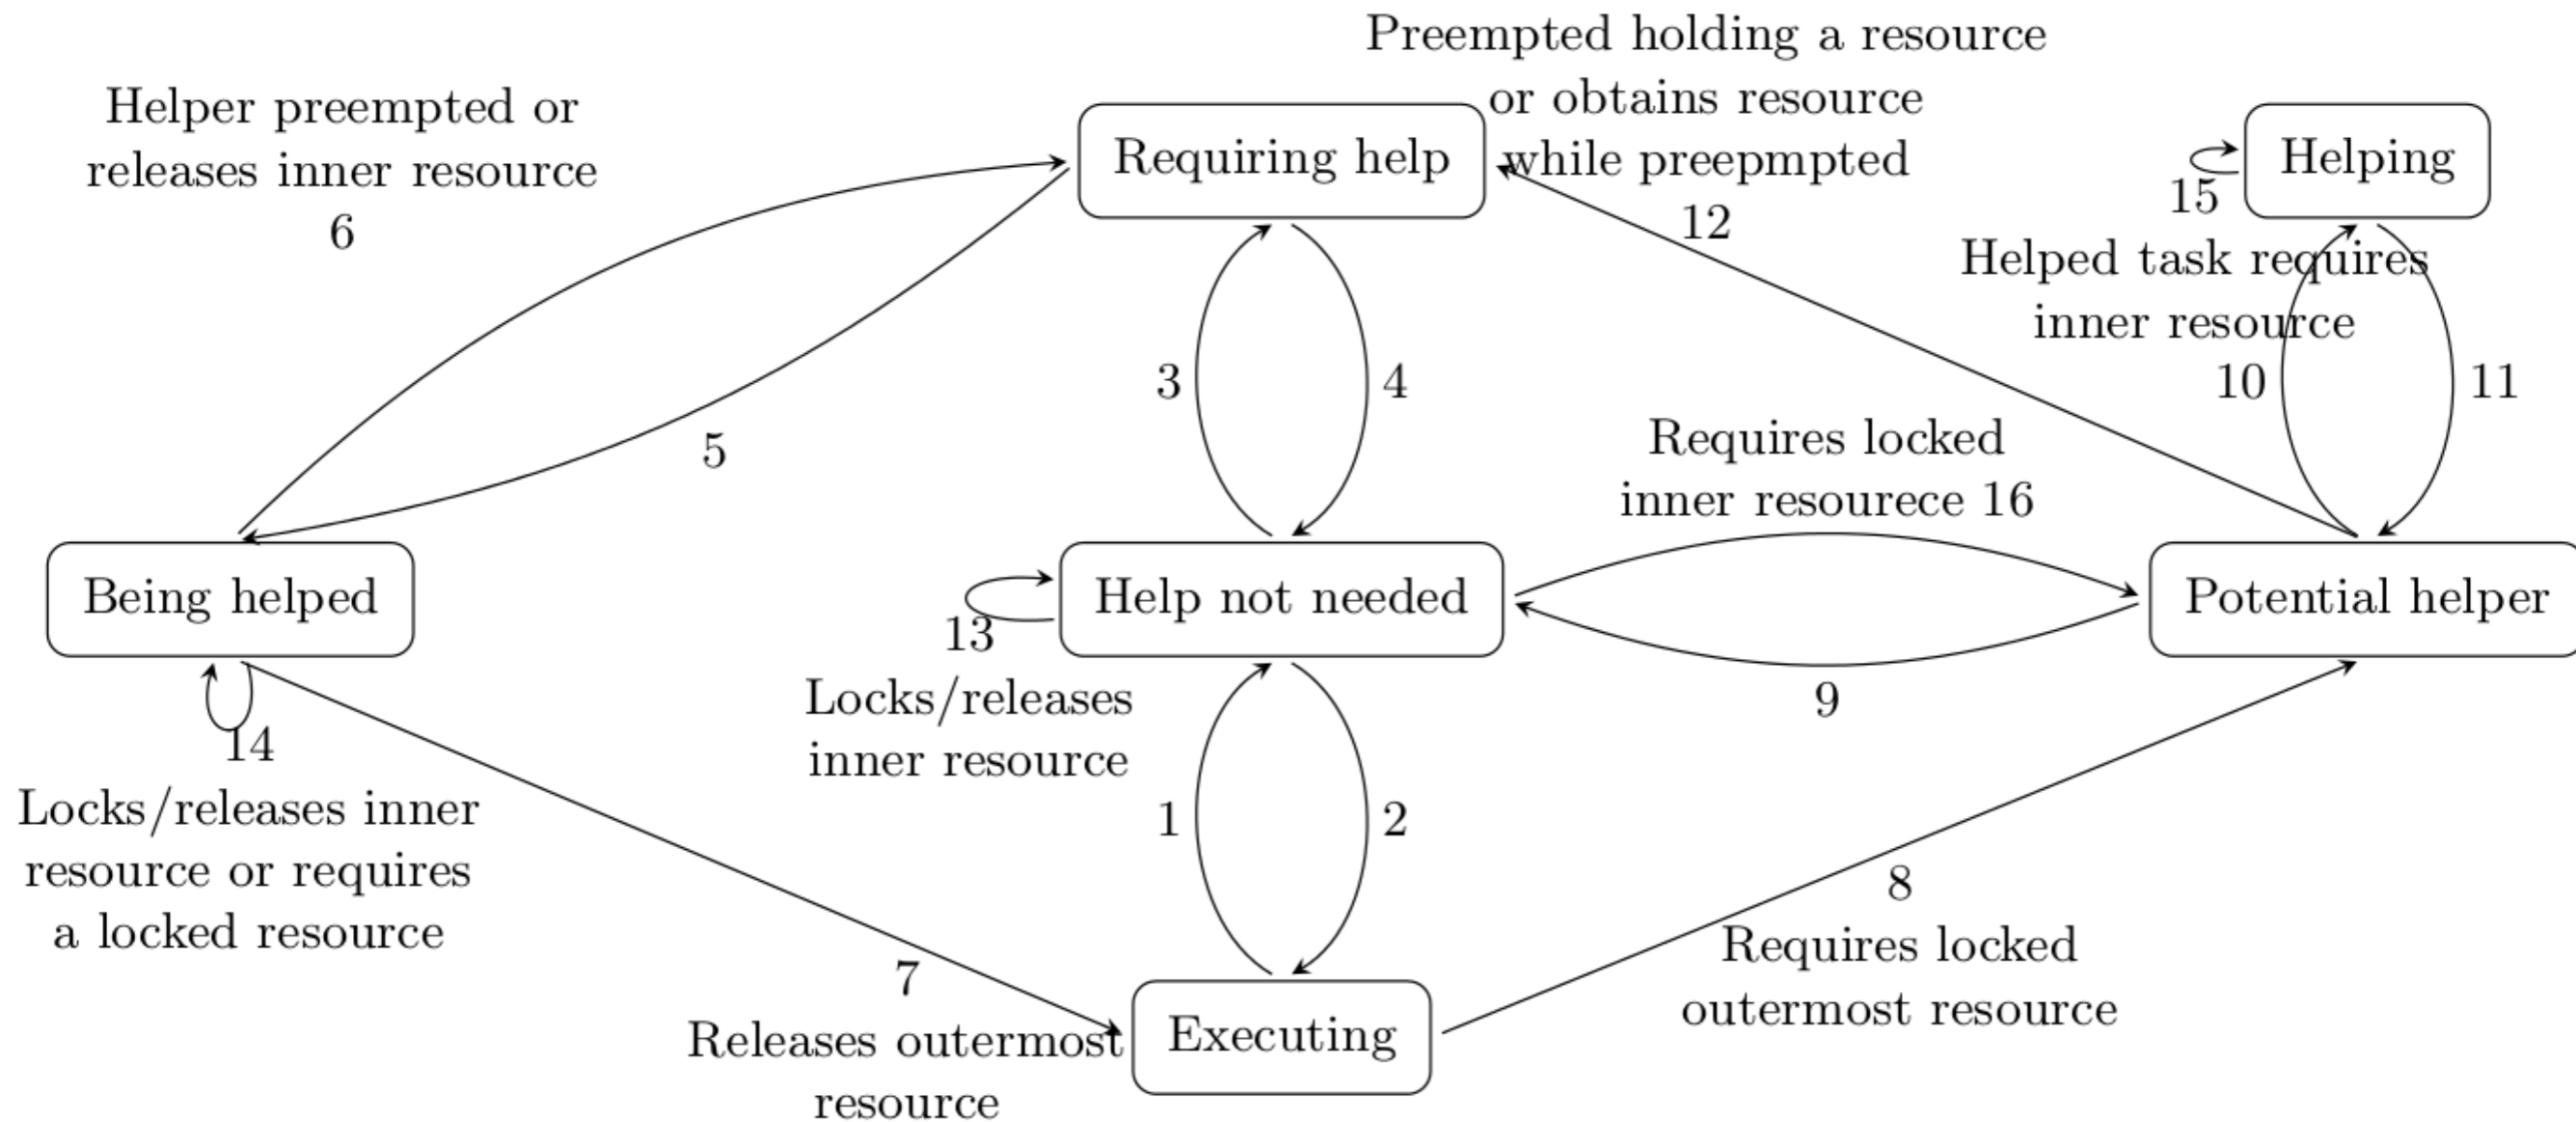 Preempted holding a resource
or obtains resource
while preepmpted
12
Helper preempted or
releases inner resource
6
Requiring help
Helping
15
Helped task requires
inner resource
10
11
3
4
5
Requires locked
inner resourece 16
Being helped
Help not needed
Potential helper
13
Locks/releases
inner resource
9
14
Locks/releases inner
resource or requires
a locked resource
1
2
8
Requires locked
outermost resource
7
Releases outermost
resource
Executing